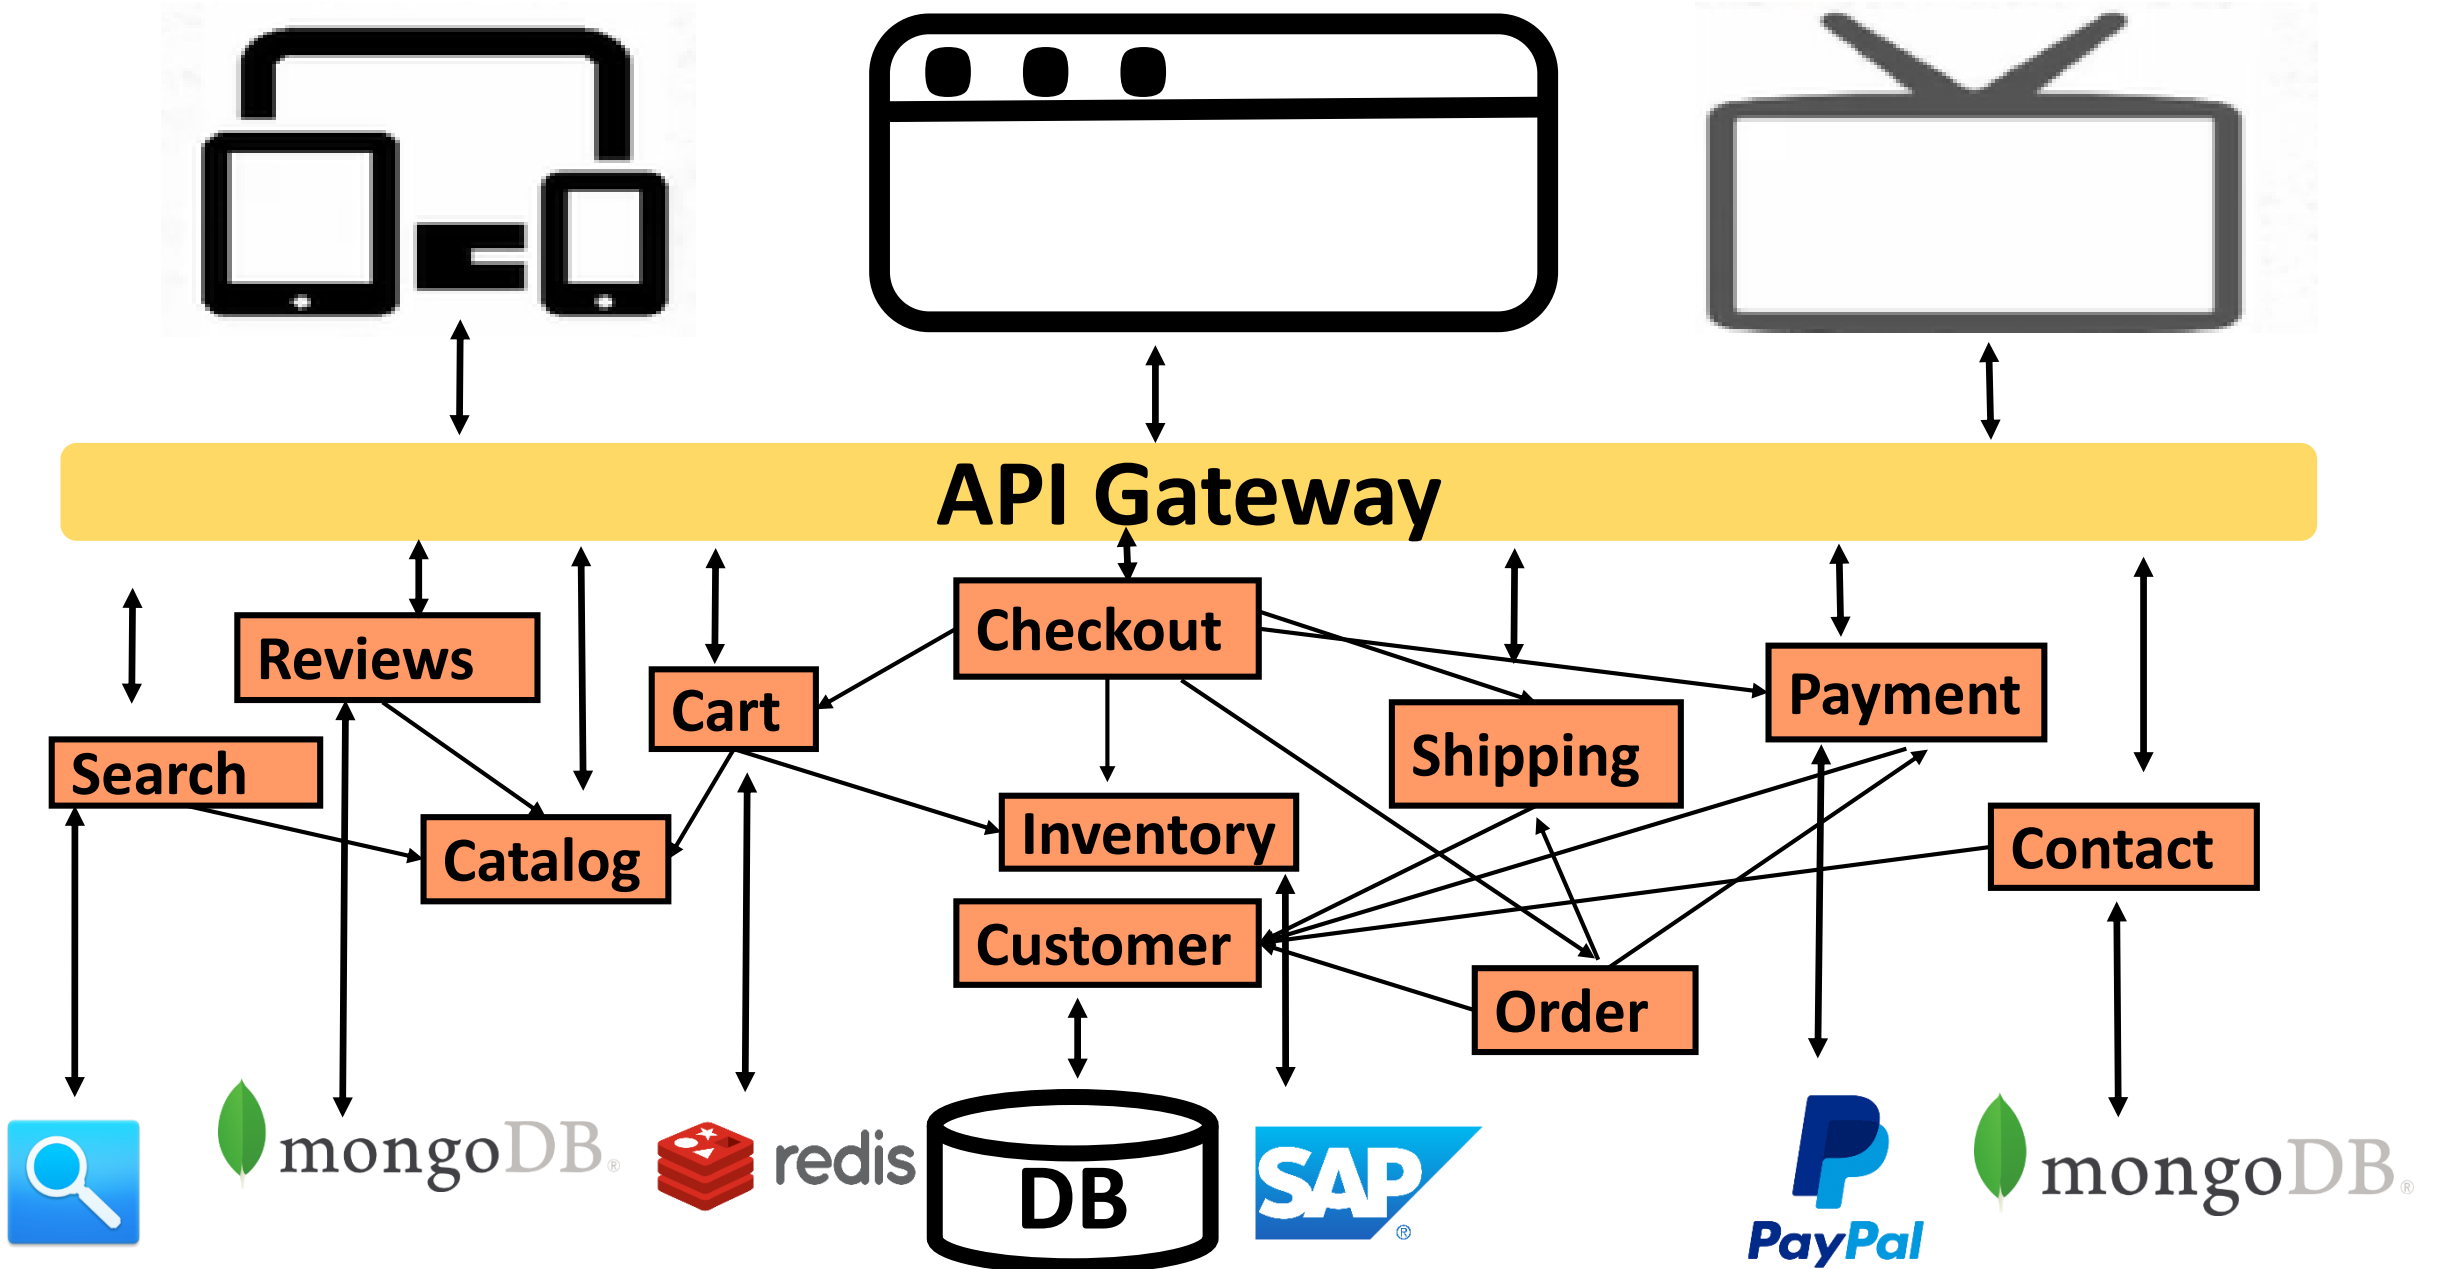 API Gateway
Checkout
Reviews
Cart
Payment
Shipping
Search
Inventory
Contact
Catalog
Customer
Order
mongoDB®
redis
DB
SAP®
PayPal
mongoDB®